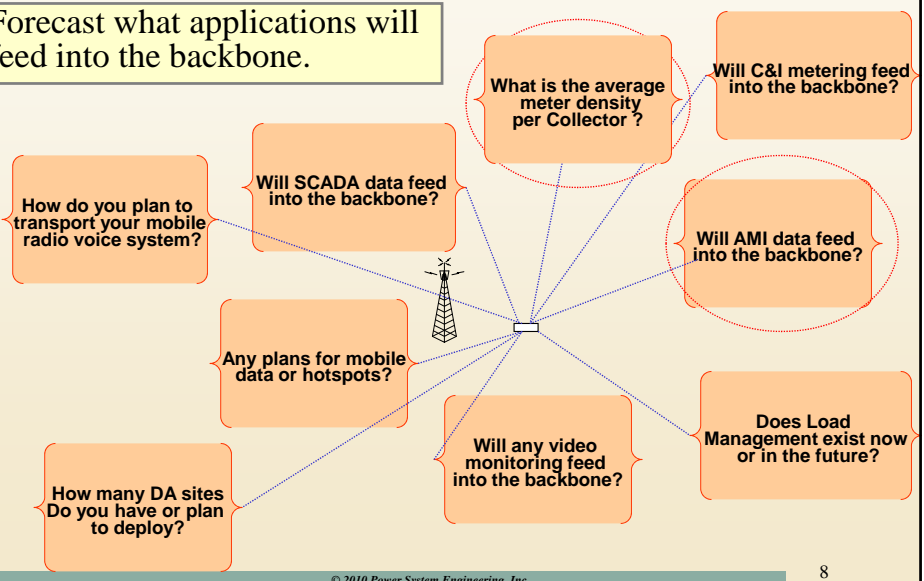 Forecast what applications will
feed into the backbone.
What is the average
meter density
per Collector ?
Will C&I metering feed
into the backbone?
Will SCADA data feed
into the backbone?
How do you plan to
transport your mobile
radio voice system?
Will AMI data feed
into the backbone?
Any plans for mobile
data or hotspots?
Does Load
Management exist now
or in the future?
Will any video
monitoring feed
into the backbone?
How many DA sites
Do you have or plan
to deploy?
© 2010 Power System Engineering, Inc
8